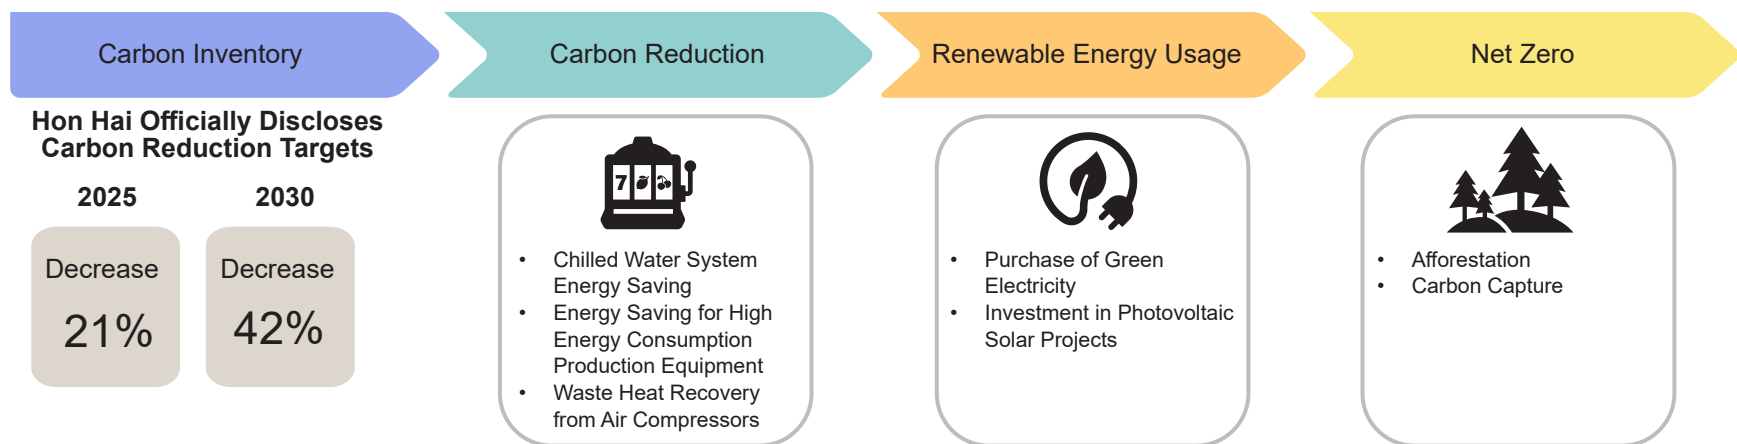 Carbon Inventory
Carbon Reduction
Renewable Energy Usage
Net Zero
Hon Hai Officially Discloses
Carbon Reduction Targets
2025
2030
Decrease
21%
Decrease
42%
7
• Chilled Water System
Energy Saving
• Energy Saving for High
Energy Consumption
Production Equipment
• Waste Heat Recovery
from Air Compressors
• Purchase of Green
Electricity
• Investment in Photovoltaic
Solar Projects
• Afforestation
• Carbon Capture